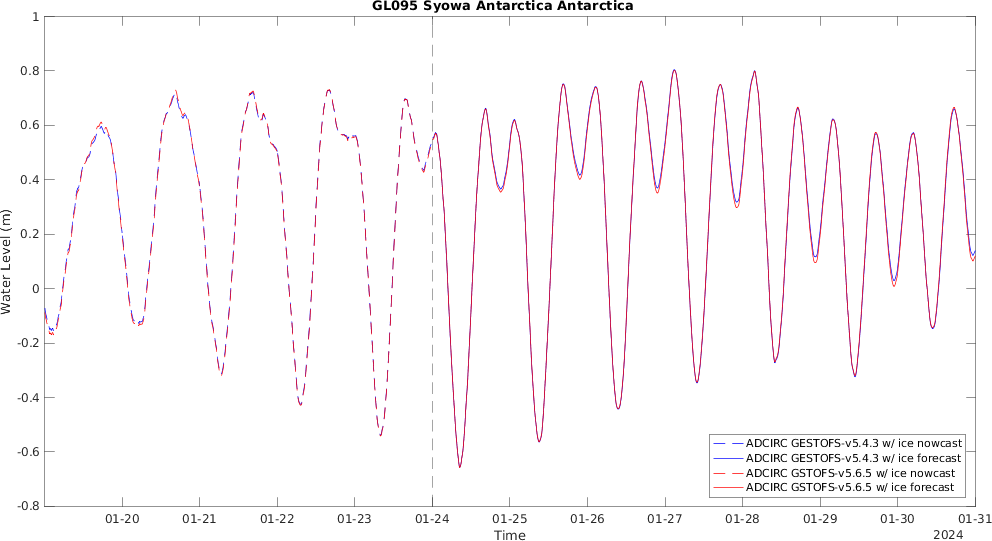 GL095 Syowa Antarctica Antarctica
1
0.8
0.6
0.4
0.2
0
-0.2
-0.4
-0.6
-0.8
Water Level (m)
ADCIRC GESTOFS-v5.4.3 w/ ice nowcast
ADCIRC GESTOFS-v5.4.3 w/ ice forecast
ADCIRC GSTOFS-v5.6.5 w/ ice nowcast
ADCIRC GSTOFS-v5.6.5 w/ ice forecast
01-20 01-21 01-22 01-23 01-24 01-25 01-26 01-27 01-28 01-29 01-30 01-31
Time
2024